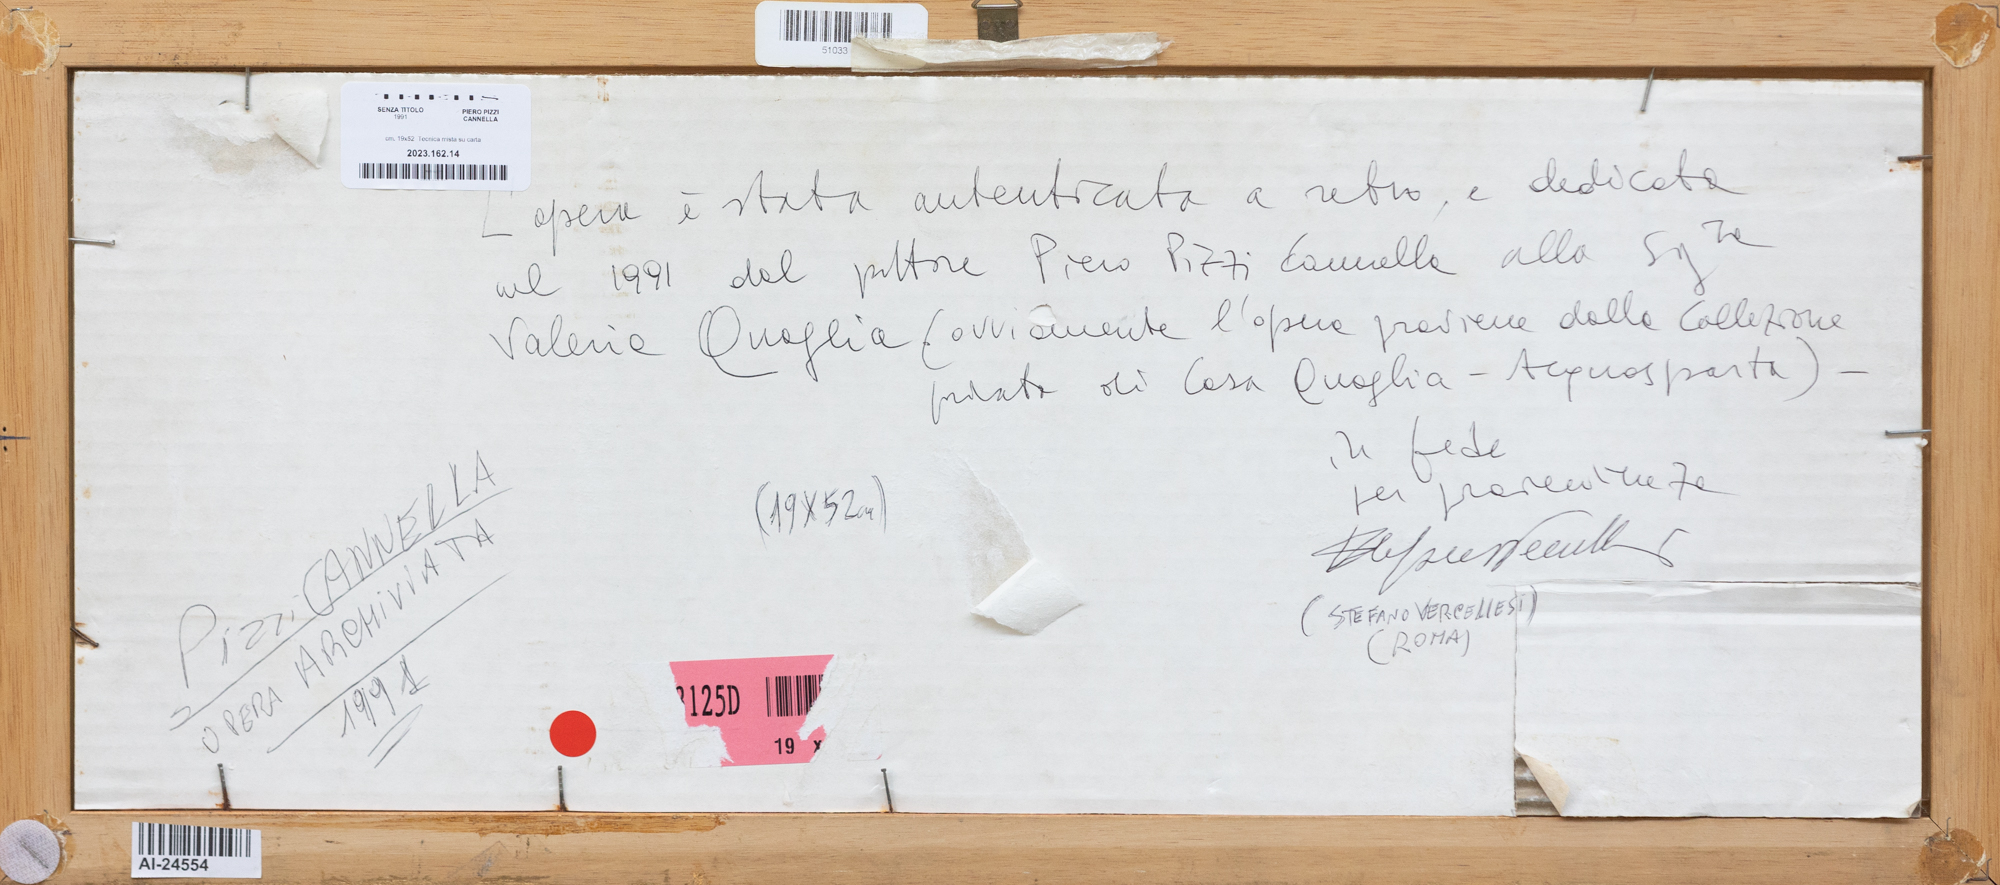 51033
SENZA TITOLO
1991
PIERO PIZZI
CANNELLA
cm. 19x52 Tecnica mista su carta
2023.162.14
L'opera è stata autenticata a retro, e dedicata
nel 1991 dal pittore Piero Pizzi Cannella alla Sig.ra
Valeria Quaglia (ovviamente l'opera proviene dalla Collezione
privata di Casa Quaglia - Acquasparta) -
in fede
per provenienza
(STEFANO VERCELLESI)
(ROMA)
(19X52cm)
Pizzi CANNELLA
OPERA ARCHIVIATA
1991
125D
19 x
AI-24554